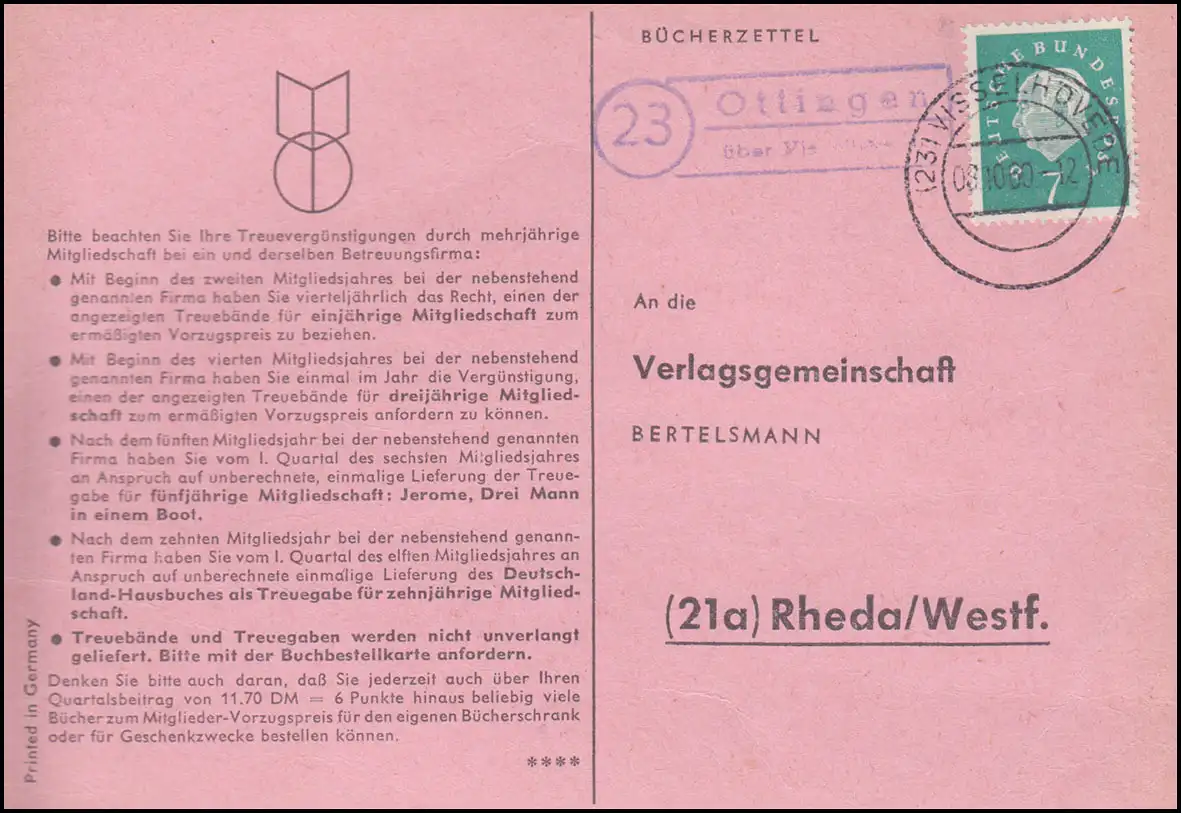 Bitte beachten Sie Ihre Treuevergünstigungen durch mehrjährige
Mitgliedschaft bei ein und derselben Betreuungsfirma:
● Mit Beginn des zweiten Mitgliedsjahres bei der nebenstehend
genannten Firma haben Sie vierteljährlich das Recht, einen der
angezeigten Treuebände für einjährige Mitgliedschaft zum
ermäßigten Vorzugspreis zu beziehen.
● Mit Beginn des vierten Mitgliedsjahres bei der nebenstehend
genannten Firma haben Sie einmal im Jahr die Vergünstigung,
einen der angezeigten Treuebände für dreijährige Mitglied-
schaft zum ermäßigten Vorzugspreis anfordern zu können.
● Nach dem fünften Mitgliedsjahr bei der nebenstehend genannten
Firma haben Sie vom I. Quartal des sechsten Mitgliedsjahres
an Anspruch auf unberechnete, einmalige Lieferung der Treue-
gabe für fünfjährige Mitgliedschaft: Jerome, Drei Mann
in einem Boot.
● Nach dem zehnten Mitgliedsjahr bei der nebenstehend genann-
ten Firma haben Sie vom I. Quartal des elften Mitgliedsjahres an
Anspruch auf unberechnete einmalige Lieferung des Deutsch-
land-Hausbuches als Treuegabe für zehnjährige Mitglied-
schaft.
● Treuebände und Treuegaben werden nicht unverlangt
geliefert. Bitte mit der Buchbestellkarte anfordern.
Denken Sie bitte auch daran, daß Sie jederzeit auch über Ihren
Quartalsbeitrag von 11.70 DM = 6 Punkte hinaus beliebig viele
Bücher zum Mitglieder-Vorzugspreis für den eigenen Bücherschrank
oder für Geschenkzwecke bestellen können.
****
Printed in Germany
BÜCHERZETTEL
23
Ottingen
über
DEUTSCHE BUNDESPOST
7
(23) VISSELHÖVEDE
08.10.60-12
An die
Verlagsgemeinschaft
BERTELSMANN
(21a) Rheda/Westf.